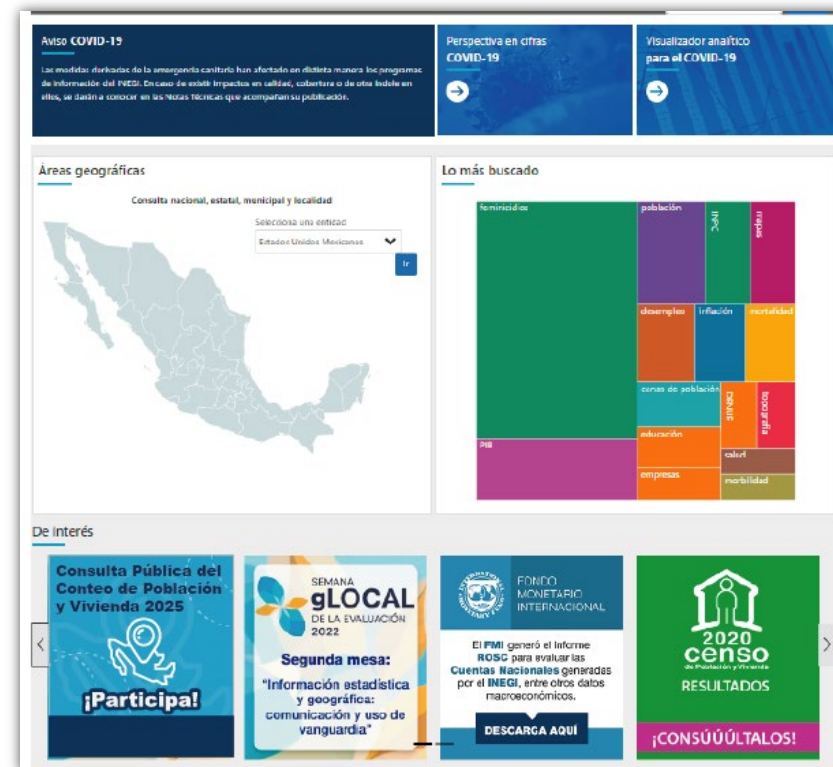 Aviso COVID-19
Las medidas derivadas de la emergencia sanitaria han afectado en distinta manera los programas
de información del INEGI. En caso de existir impactos en calidad, cobertura o de otra índole en
ellos, se darán a conocer en las Notas Técnicas que acompañan su publicación.
Perspectiva en cifras
COVID-19
Visualizador analítico
para el COVID-19
Áreas geográficas
Consulta nacional, estatal, municipal y localidad
Selecciona una entidad
Estados Unidos Mexicanos
Ir
Lo más buscado
feminicidios
población
INPC
mapas
desempleo
inflación
mortalidad
censo de población
DENUE
topografía
educación
PIB
salud
empresas
morbilidad
De interés
Consulta Pública del
Conteo de Población
y Vivienda 2025
¡Participa!
SEMANA
gLOCAL
DE LA EVALUACIÓN
2022
Segunda mesa:
"Información estadística
y geográfica:
comunicación y uso de
vanguardia"
INTERNATIONAL
MONETARY FUND
FONDO
MONETARIO
INTERNACIONAL
El FMI generó el Informe
ROSC para evaluar las
Cuentas Nacionales generadas
por el INEGI, entre otros datos
macroeconómicos.
DESCARGA AQUÍ
2020
censo
de Población y Vivienda
RESULTADOS
¡CONSÚÚÚLTALOS!